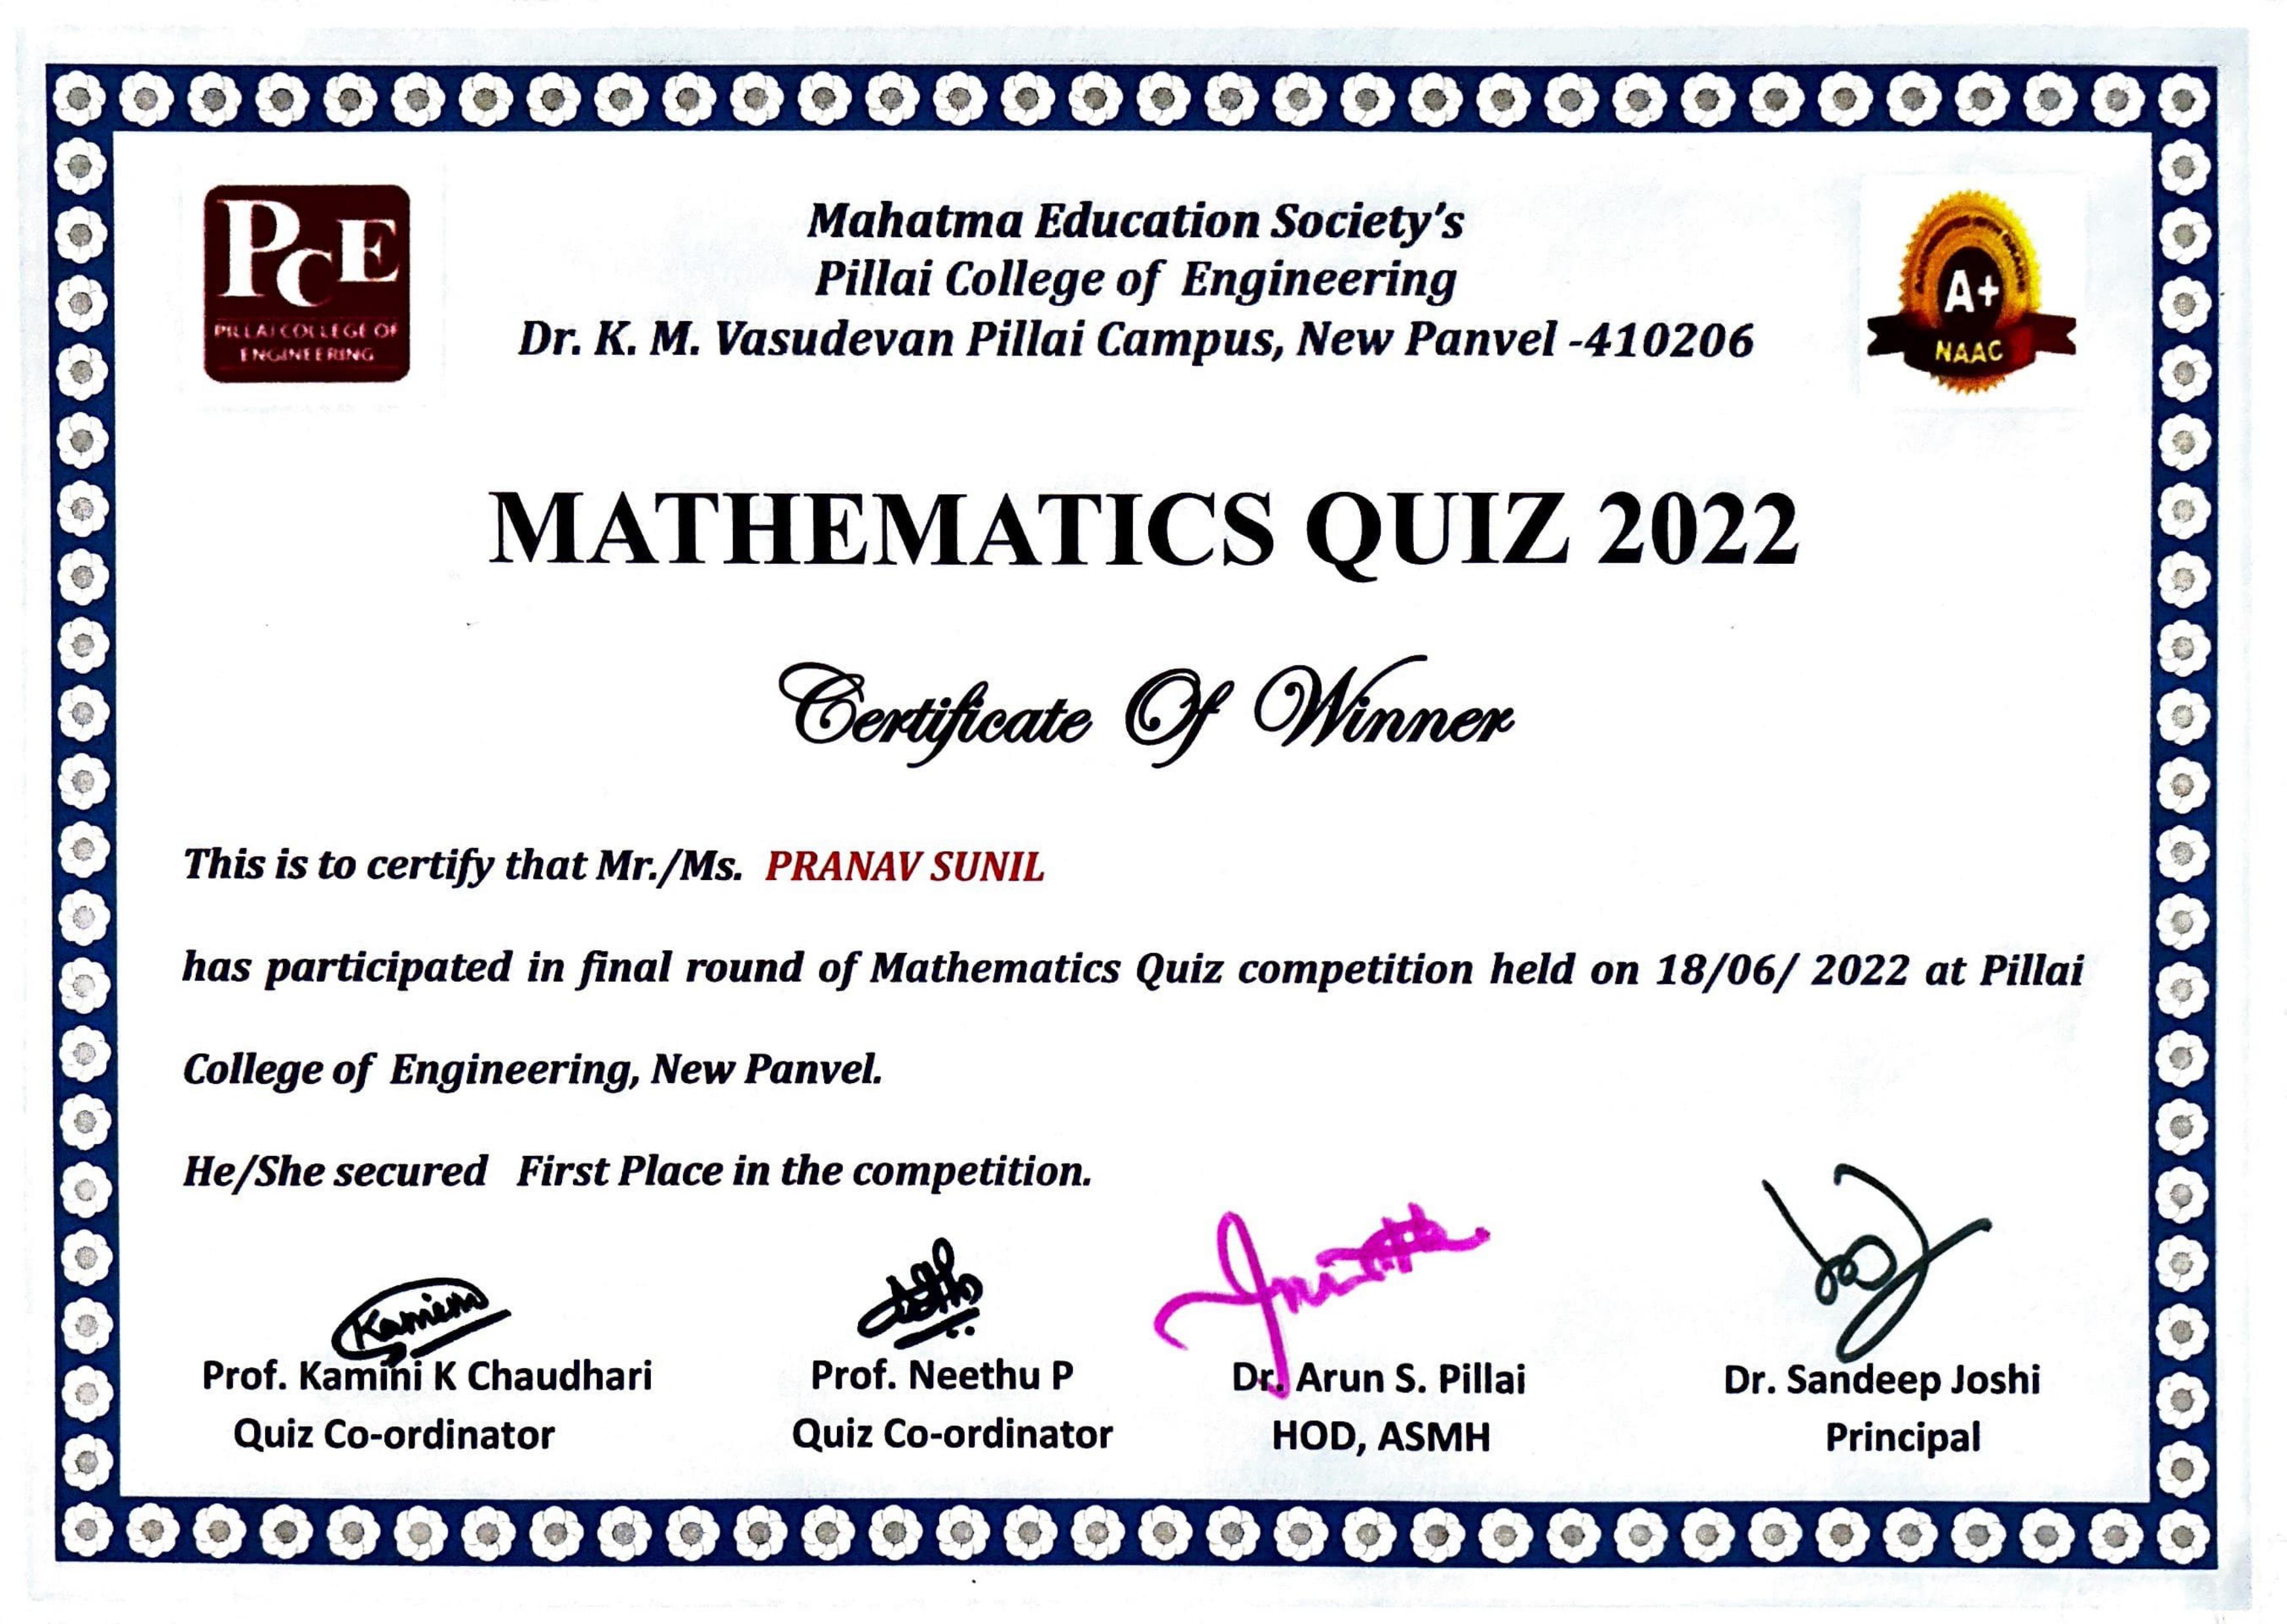 PCE
PILLAI COLLEGE OF
ENGINEERING
Mahatma Education Society's
Pillai College of Engineering
Dr. K. M. Vasudevan Pillai Campus, New Panvel -410206
A+
NAAC
MATHEMATICS QUIZ 2022
Certificate Of Winner
This is to certify that Mr./Ms. PRANAV SUNIL
has participated in final round of Mathematics Quiz competition held on 18/06/ 2022 at Pillai
College of Engineering, New Panvel.
He/She secured First Place in the competition.
Kamini
Prof. Kamini K Chaudhari
Quiz Co-ordinator
Prof. Neethu P
Quiz Co-ordinator
Dr. Arun S. Pillai
HOD, ASMH
Dr. Sandeep Joshi
Principal